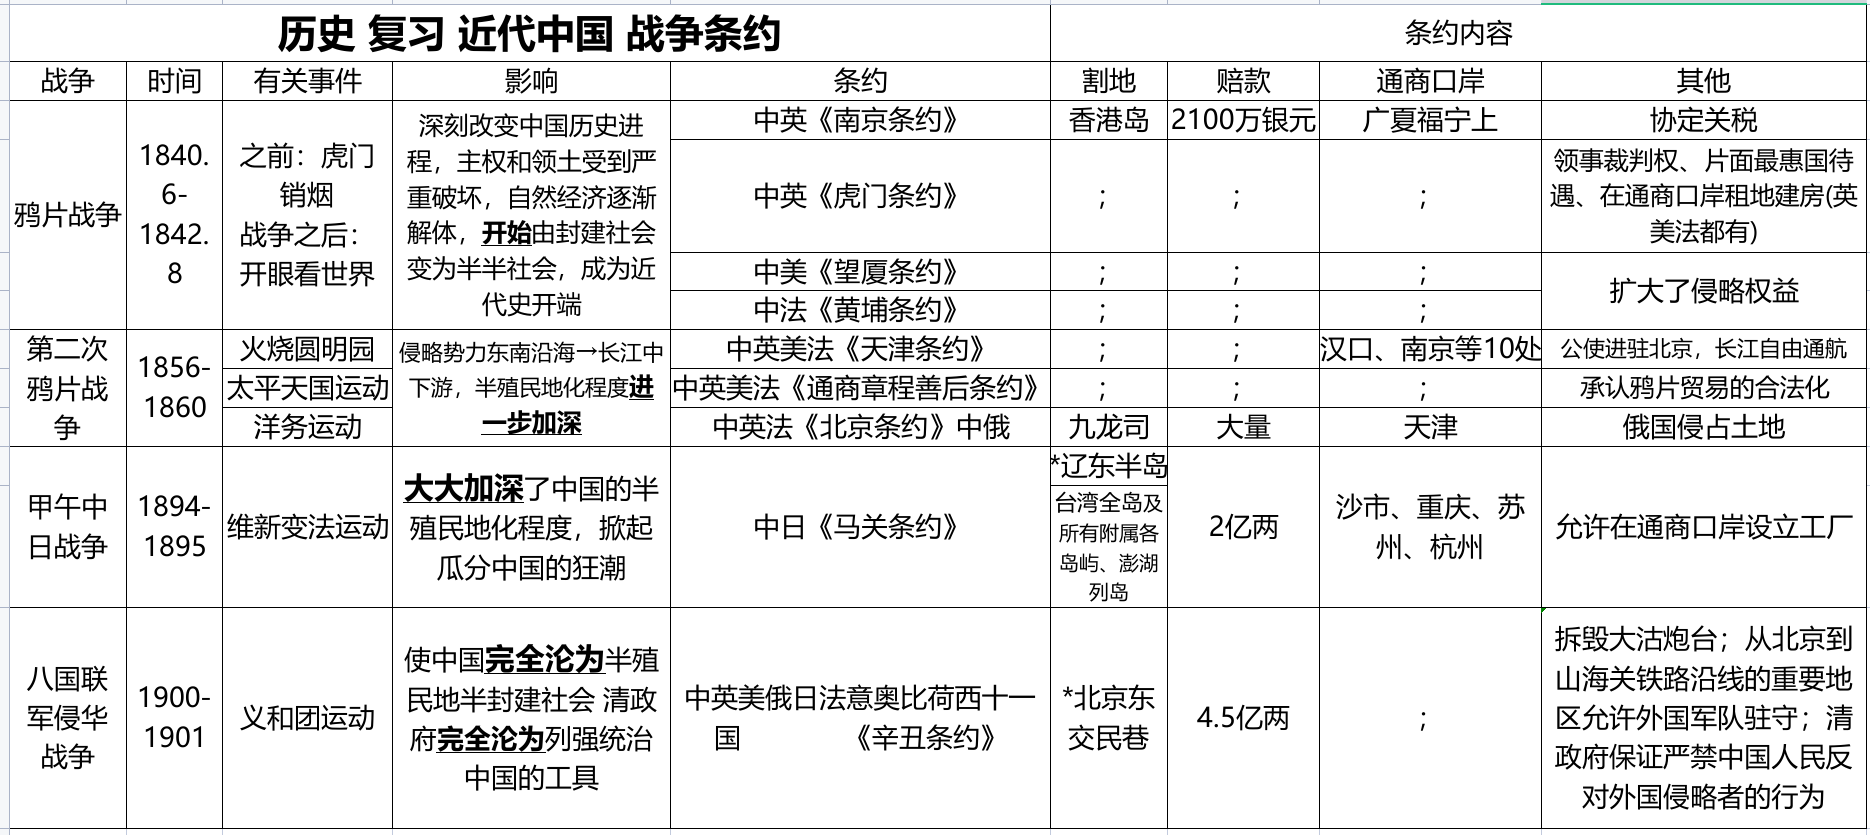 历史 复习 近代中国 战争条约
条约内容
战争
时间
有关事件
影响
条约
割地
赔款
通商口岸
其他
鸦片战争
1840.
6-
1842.
8
之前：虎门
销烟
战争之后：
开眼看世界
深刻改变中国历史进
程，主权和领土受到严
重破坏，自然经济逐渐
解体，开始由封建社会
变为半半社会，成为近
代史开端
中英《南京条约》
香港岛
2100万银元
广夏福宁上
协定关税
中英《虎门条约》
;
;
;
领事裁判权、片面最惠国待
遇、在通商口岸租地建房(英
美法都有)
中美《望厦条约》
;
;
;
扩大了侵略权益
中法《黄埔条约》
;
;
;
第二次
鸦片战
争
1856-
1860
火烧圆明园
太平天国运动
洋务运动
侵略势力东南沿海→长江中
下游，半殖民地化程度进
一步加深
中英美法《天津条约》
;
;
汉口、南京等10处
公使进驻北京，长江自由通航
中英美法《通商章程善后条约》
;
;
;
承认鸦片贸易的合法化
中英法《北京条约》中俄
九龙司
大量
天津
俄国侵占土地
甲午中
日战争
1894-
1895
维新变法运动
大大加深了中国的半
殖民地化程度，掀起
瓜分中国的狂潮
中日《马关条约》
*辽东半岛
台湾全岛及
所有附属各
岛屿、澎湖
列岛
2亿两
沙市、重庆、苏
州、杭州
允许在通商口岸设立工厂
八国联
军侵华
战争
1900-
1901
义和团运动
使中国完全沦为半殖
民地半封建社会 清政
府完全沦为列强统治
中国的工具
中英美俄日法意奥比荷西十一
国 《辛丑条约》
*北京东
交民巷
4.5亿两
;
拆毁大沽炮台；从北京到
山海关铁路沿线的重要地
区允许外国军队驻守；清
政府保证严禁中国人民反
对外国侵略者的行为